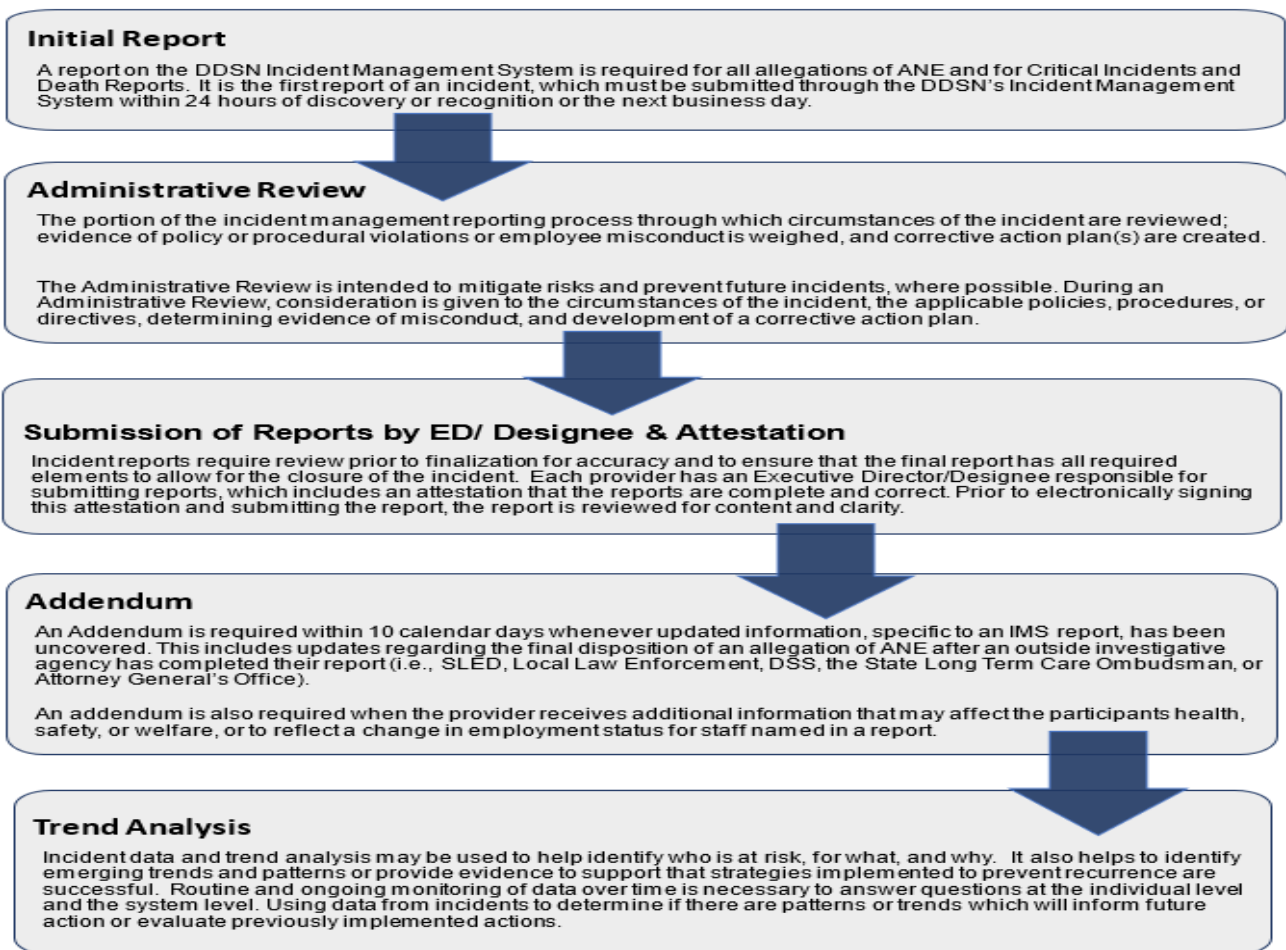 Initial Report
A report on the DDSN Incident Management System is required for all allegations of ANE and for Critical Incidents and
Death Reports. It is the first report of an incident, which must be submitted through the DDSN's Incident Management
System within 24 hours of discovery or recognition or the next business day.
Administrative Review
The portion of the incident management reporting process through which circumstances of the incident are reviewed;
evidence of policy or procedural violations or employee misconduct is weighed, and corrective action plan(s) are created.
The Administrative Review is intended to mitigate risks and prevent future incidents, where possible. During an
Administrative Review, consideration is given to the circumstances of the incident, the applicable policies, procedures, or
directives, determining evidence of misconduct, and development of a corrective action plan.
Submission of Reports by ED/ Designee & Attestation
Incident reports require review prior to finalization for accuracy and to ensure that the final report has all required
elements to allow for the closure of the incident. Each provider has an Executive Director/Designee responsible for
submitting reports, which includes an attestation that the reports are complete and correct. Prior to electronically signing
this attestation and submitting the report, the report is reviewed for content and clarity.
Addendum
An Addendum is required within 10 calendar days whenever updated information, specific to an IMS report, has been
uncovered. This includes updates regarding the final disposition of an allegation of ANE after an outside investigative
agency has completed their report (i.e., SLED, Local Law Enforcement, DSS, the State Long Term Care Ombudsman, or
Attorney General's Office).
An addendum is also required when the provider receives additional information that may affect the participants health,
safety, or welfare, or to reflect a change in employment status for staff named in a report.
Trend Analysis
Incident data and trend analysis may be used to help identify who is at risk, for what, and why. It also helps to identify
emerging trends and patterns or provide evidence to support that strategies implemented to prevent recurrence are
successful. Routine and ongoing monitoring of data over time is necessary to answer questions at the individual level
and the system level. Using data from incidents to determine if there are patterns or trends which will inform future
action or evaluate previously implemented actions.